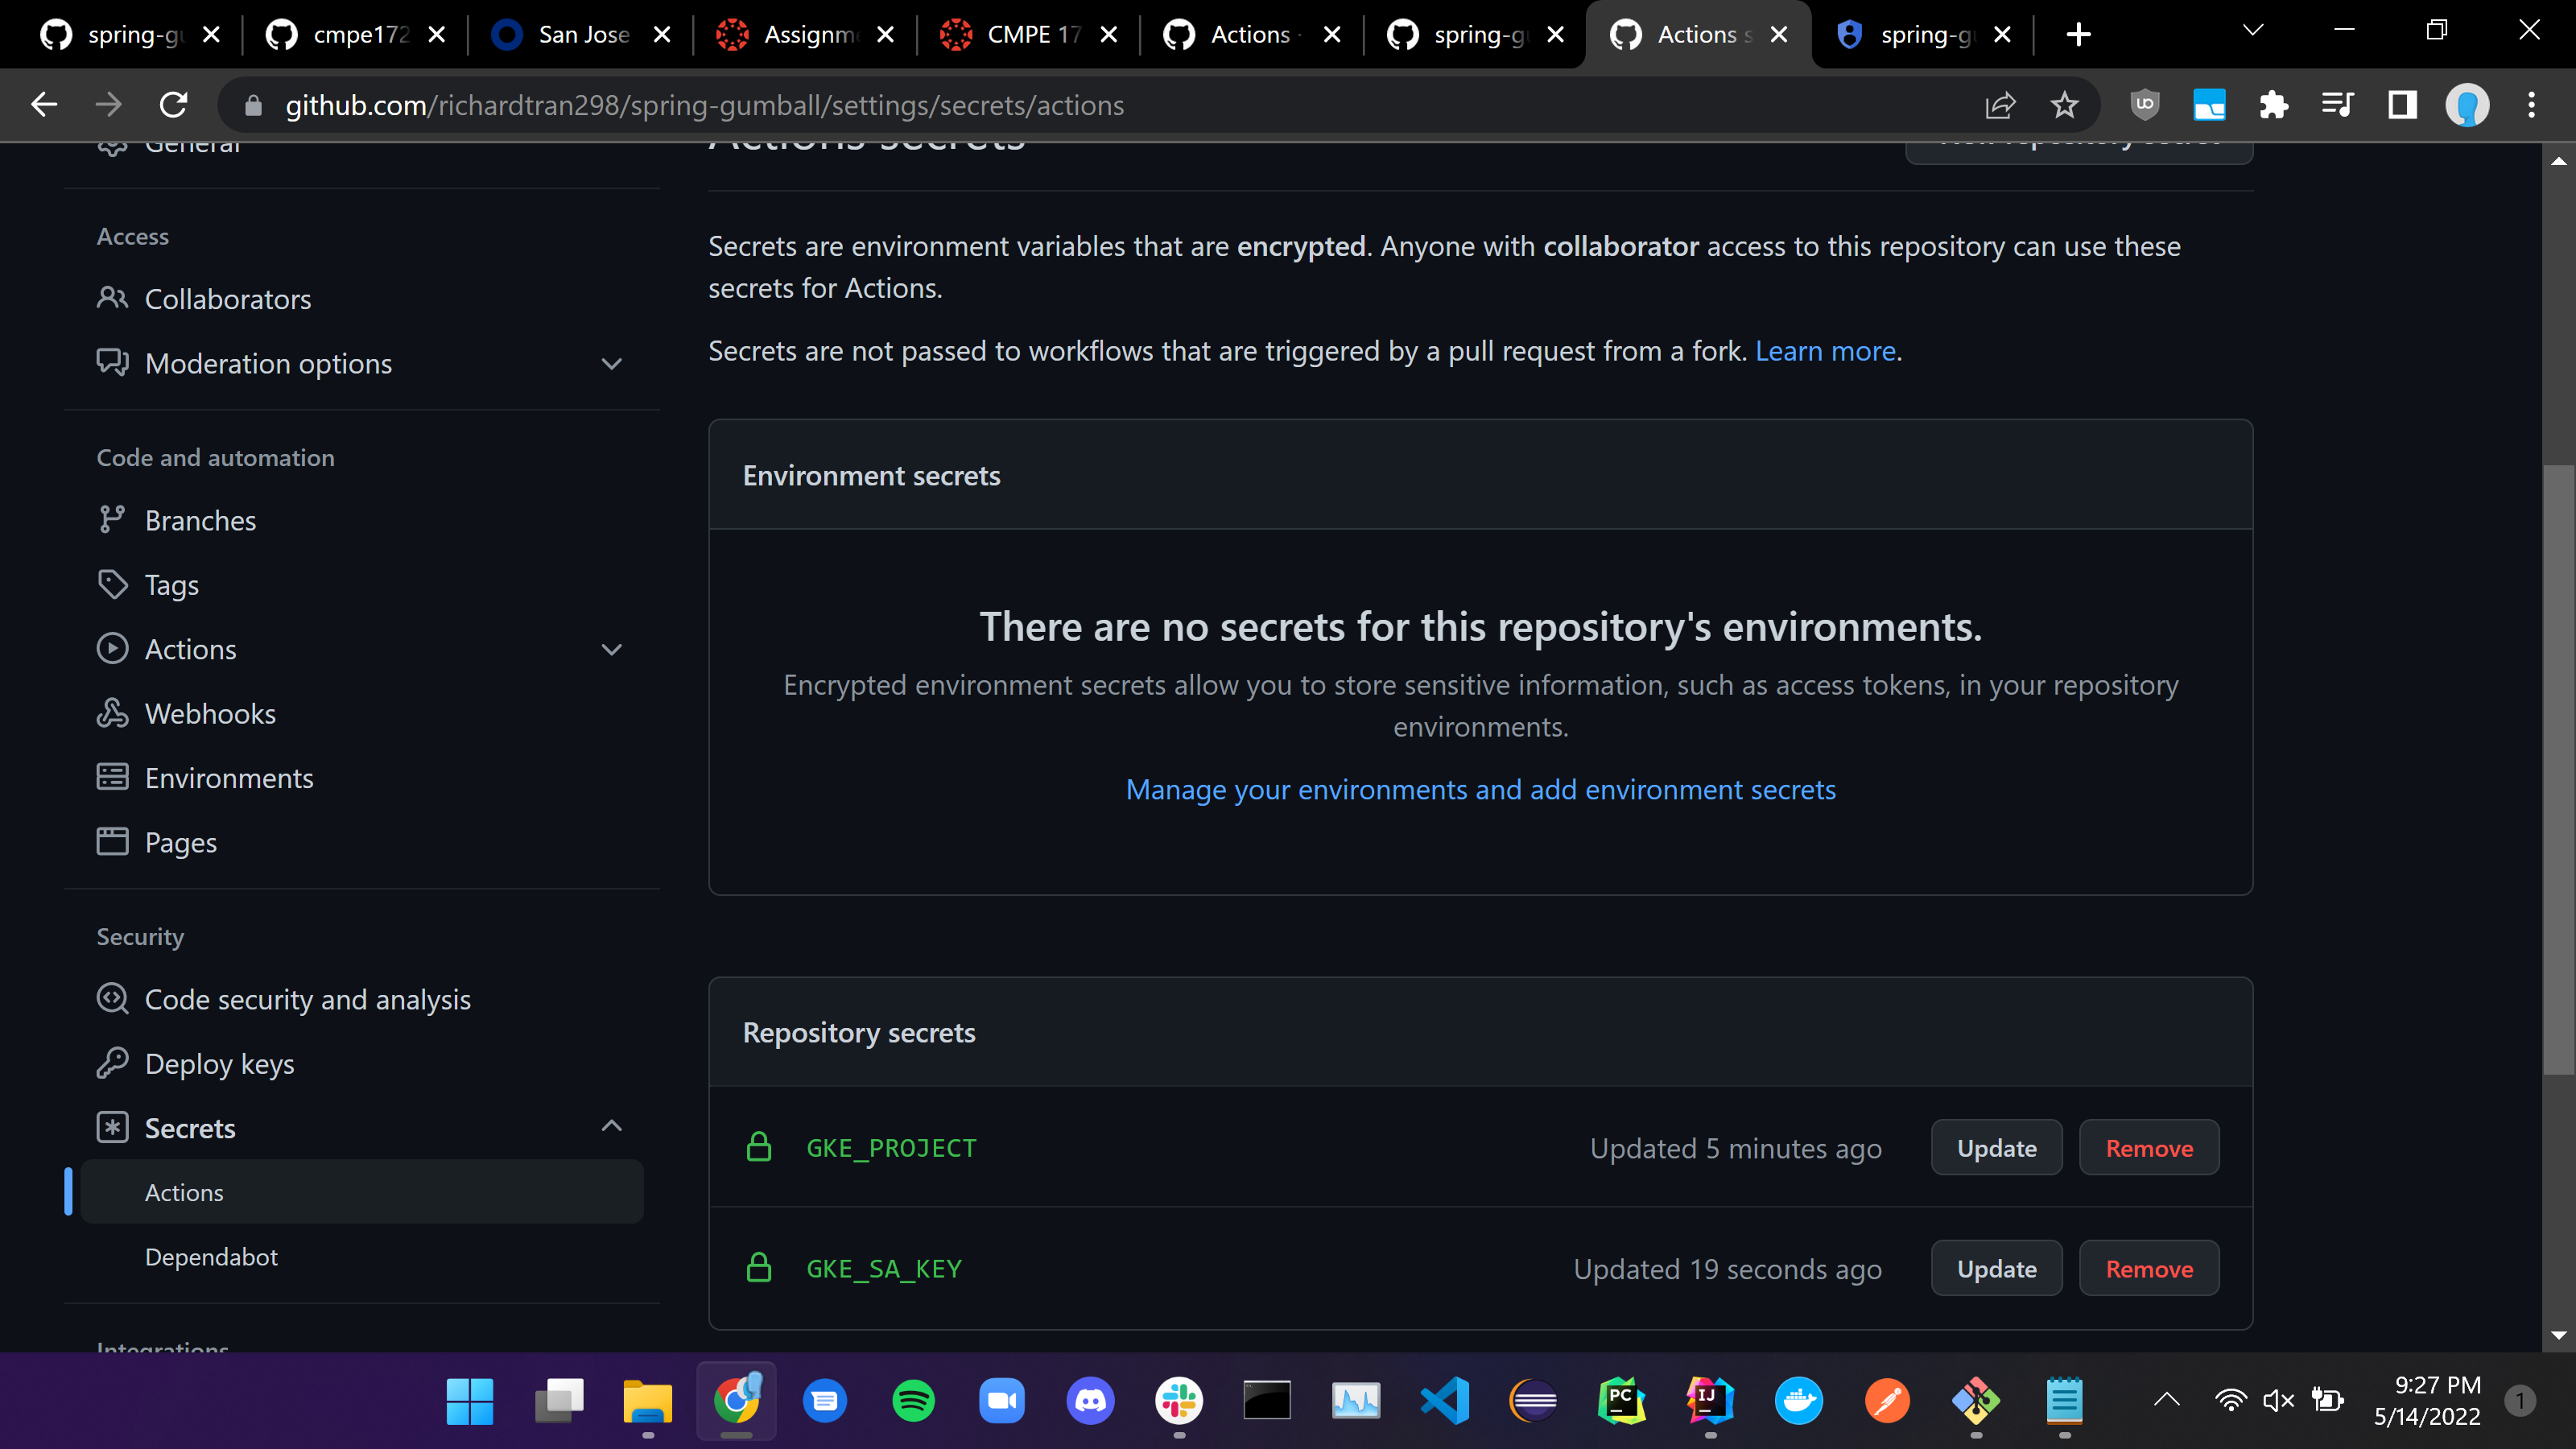 spring-gu
cmpe172
San Jose
Assignme
CMPE 17
Actions ·
spring-gu
Actions s
spring-gu
github.com/richardtran298/spring-gumball/settings/secrets/actions
General
Access
Collaborators
Moderation options
Code and automation
Branches
Tags
Actions
Webhooks
Environments
Pages
Security
Code security and analysis
Deploy keys
Secrets
Actions
Dependabot
Integrations
Actions secrets
New repository secret
Secrets are environment variables that are encrypted. Anyone with collaborator access to this repository can use these
secrets for Actions.
Secrets are not passed to workflows that are triggered by a pull request from a fork. Learn more.
Environment secrets
There are no secrets for this repository's environments.
Encrypted environment secrets allow you to store sensitive information, such as access tokens, in your repository
environments.
Manage your environments and add environment secrets
Repository secrets
GKE_PROJECT Updated 5 minutes ago Update Remove
GKE_SA_KEY Updated 19 seconds ago Update Remove
PC
IJ
9:27 PM
5/14/2022
1